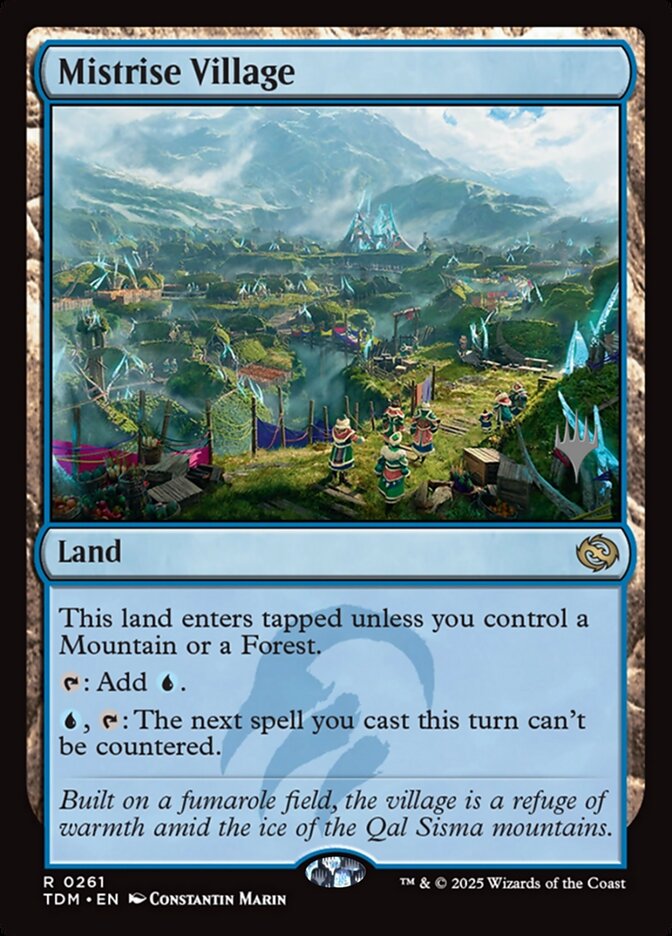 Mistrise Village
Land
This land enters tapped unless you control a
Mountain or a Forest.
: Add .
, : The next spell you cast this turn can't
be countered.
Built on a fumarole field, the village is a refuge of
warmth amid the ice of the Qal Sisma mountains.
R 0261
TDM • EN Constantin Marin
™ & © 2025 Wizards of the Coast